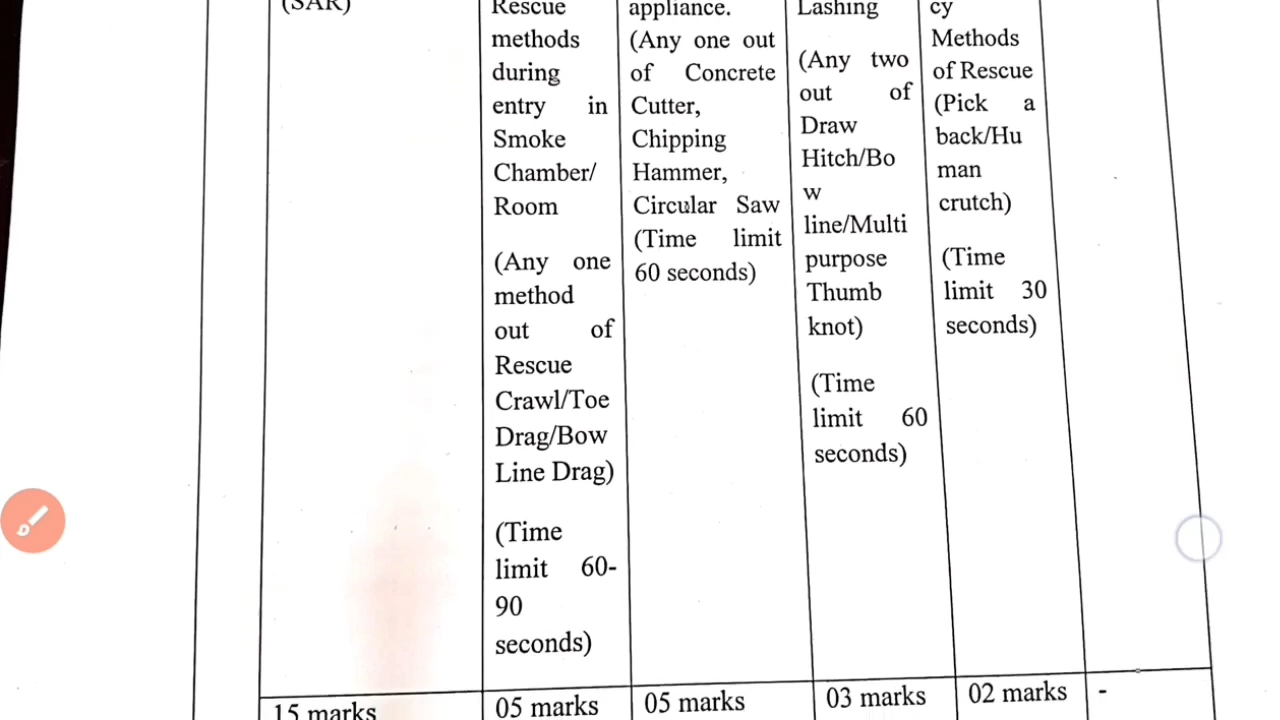 (SAR)
Rescue
methods
during
entry in
Smoke
Chamber/
Room
(Any one
method
out of
Rescue
Crawl/Toe
Drag/Bow
Line Drag)
(Time
limit 60-
90
seconds)
appliance.
(Any one out
of Concrete
Cutter,
Chipping
Hammer,
Circular Saw
(Time limit
60 seconds)
Lashing
(Any two
out of
Draw
Hitch/Bo
w
line/Multi
purpose
Thumb
knot)
(Time
limit 60
seconds)
cy
Methods
of Rescue
(Pick a
back/Hu
man
crutch)
(Time
limit 30
seconds)
15 marks
05 marks
05 marks
03 marks
02 marks
-